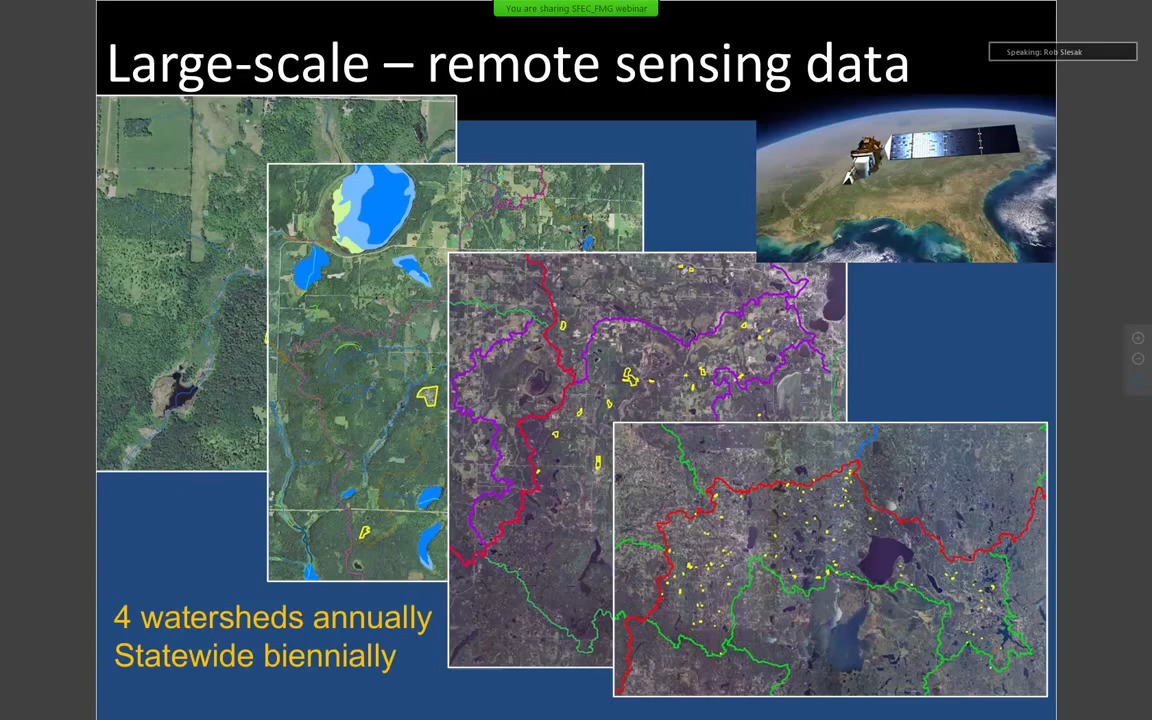 You are sharing SFEC_FMG webinar
Large-scale – remote sensing data
Speaking: Rob Slesak
4 watersheds annually
Statewide biennially